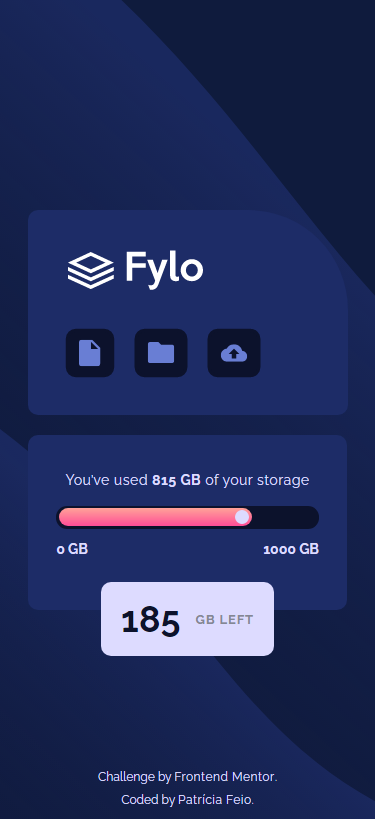 Fylo
You've used 815 GB of your storage
0 GB
1000 GB
185 GB LEFT
Challenge by Frontend Mentor.
Coded by Patrícia Feio.